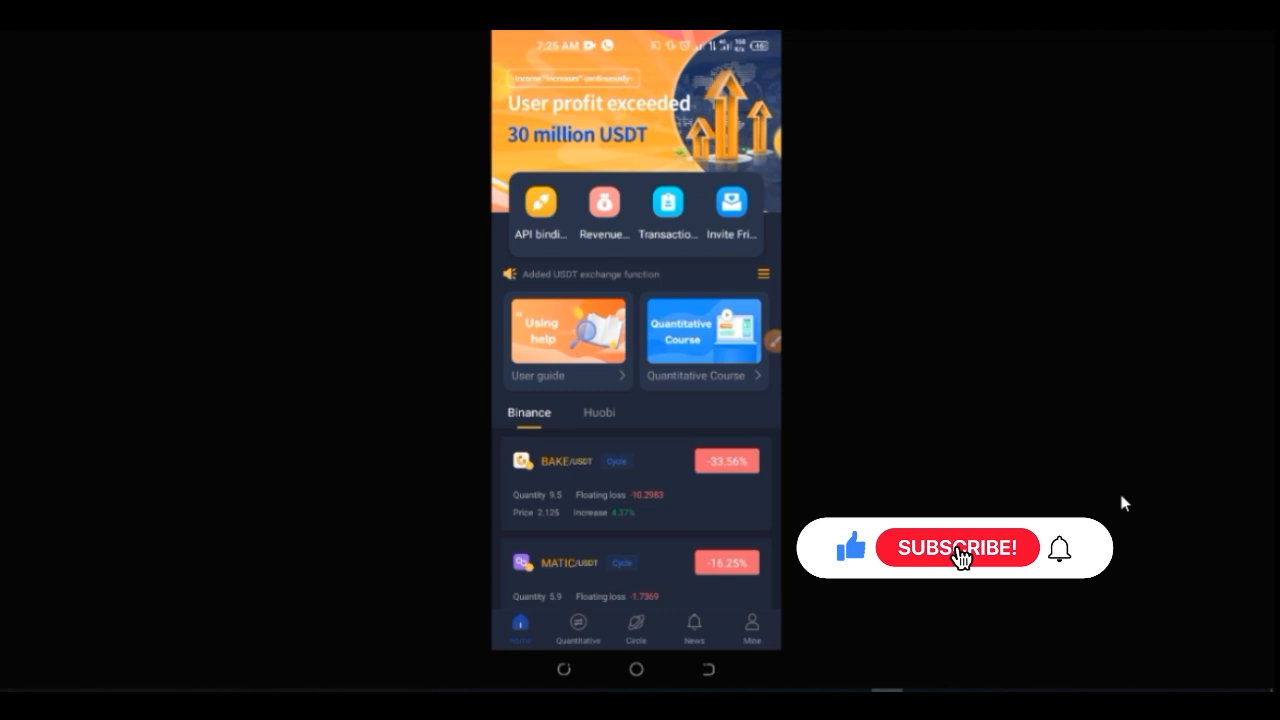 7:25 AM
Income "increases" continuously
User profit exceeded
30 million USDT
API bindi... Revenue... Transactio... Invite Fri...
Added USDT exchange function
"Using
help
Quantitative
Course
User guide
Quantitative Course
Binance Huobi
BAKE/USDT Cycle -33.56%
Quantity 9.5 Floating loss -10.2983
Price 2.125 Increase 4.07%
SUBSCRIBE!
MATIC/USDT Cycle -16.25%
Quantity 5.9 Floating loss -1.7369
Home Quantitative Circle News Mine